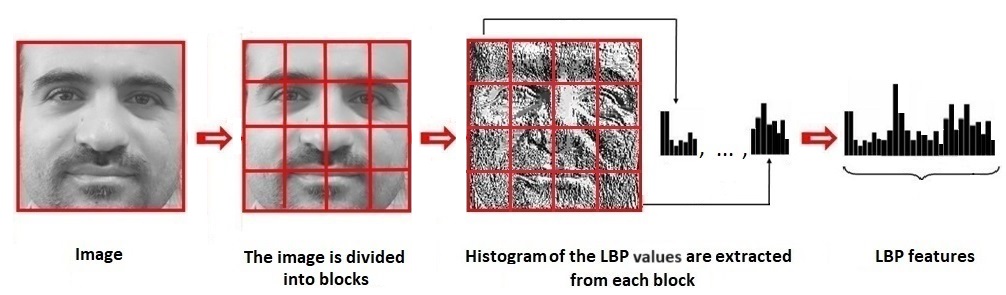 , ... ,
Image
The image is divided
into blocks
Histogram of the LBP values are extracted
from each block
LBP features